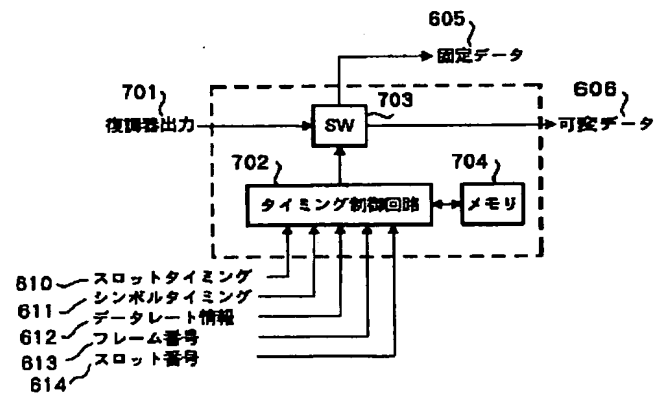 605
固定データ
701
復調器出力
703
SW
606
可変データ
702
タイミング制御回路
704
メモリ
610 スロットタイミング
611 シンボルタイミング
612 データレート情報
613 フレーム番号
614 スロット番号